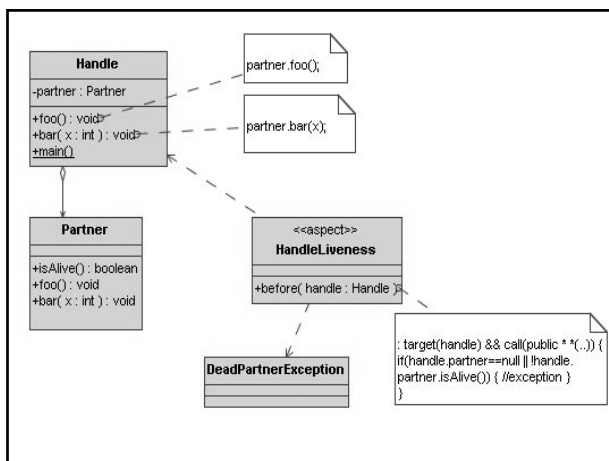 Handle
-partner : Partner
+foo() : void
+bar( x : int ) : void
+main()
partner.foo();
partner.bar(x);
Partner
+isAlive() : boolean
+foo() : void
+bar( x : int ) : void
<<aspect>>
HandleLiveness
+before( handle : Handle )
DeadPartnerException
: target(handle) && call(public * *(..)) {
if(handle.partner==null || !handle.
partner.isAlive()) { //exception }
}